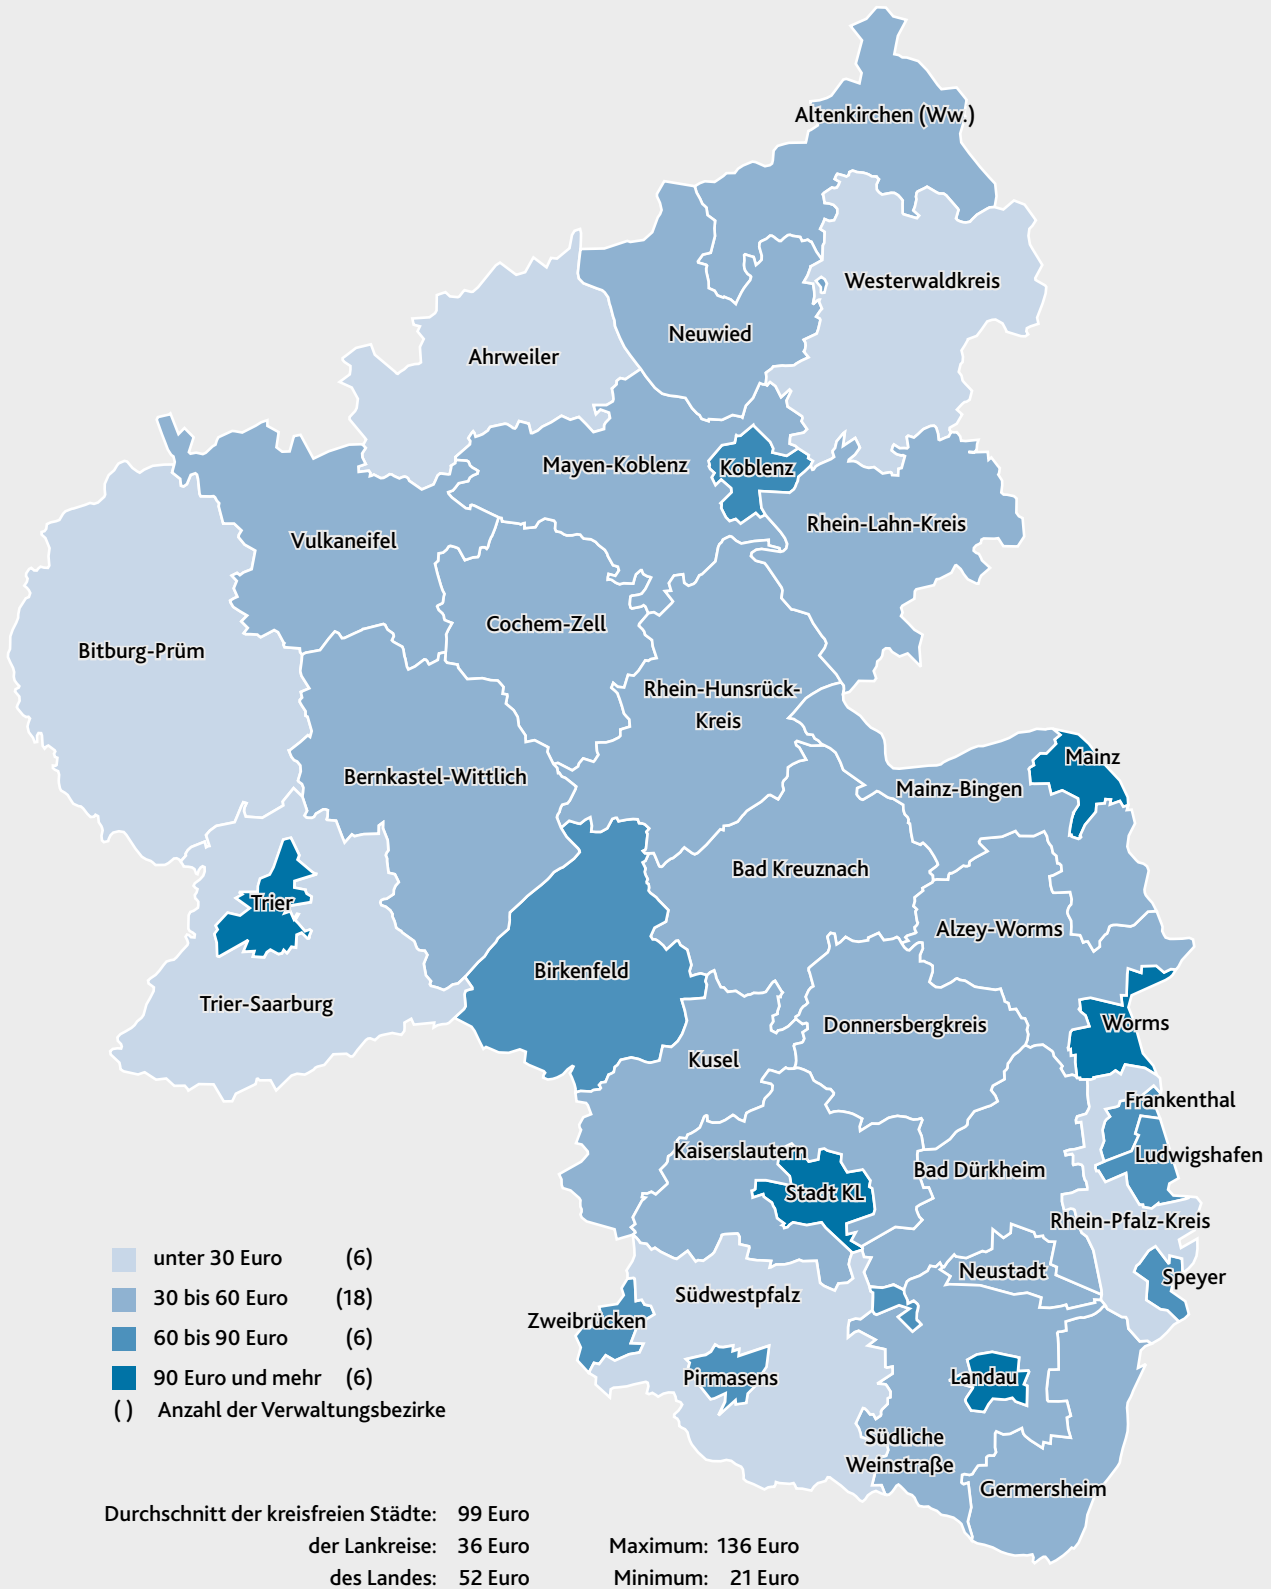 Altenkirchen (Ww.)
Westerwaldkreis
Neuwied
Ahrweiler
Mayen-Koblenz
Koblenz
Rhein-Lahn-Kreis
Vulkaneifel
Cochem-Zell
Bitburg-Prüm
Rhein-Hunsrück-
Kreis
Mainz
Bernkastel-Wittlich
Mainz-Bingen
Bad Kreuznach
Trier
Alzey-Worms
Birkenfeld
Trier-Saarburg
Donnersbergkreis
Worms
Kusel
Frankenthal
Kaiserslautern
Ludwigshafen
Bad Dürkheim
Stadt KL
Rhein-Pfalz-Kreis
Neustadt
Speyer
Südwestpfalz
Zweibrücken
Pirmasens
Landau
Südliche
Weinstraße
Germersheim
unter 30 Euro (6)
30 bis 60 Euro (18)
60 bis 90 Euro (6)
90 Euro und mehr (6)
( ) Anzahl der Verwaltungsbezirke
Durchschnitt der kreisfreien Städte: 99 Euro
der Lankreise: 36 Euro Maximum: 136 Euro
des Landes: 52 Euro Minimum: 21 Euro